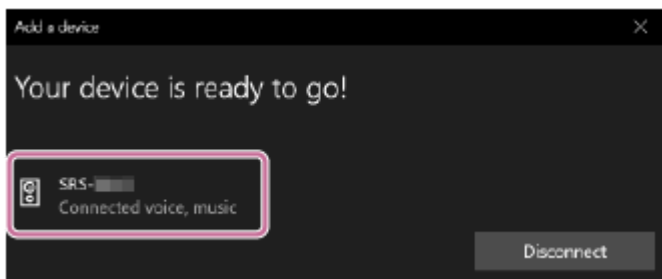 Add a device
Your device is ready to go!
SRS-
Connected voice, music
Disconnect